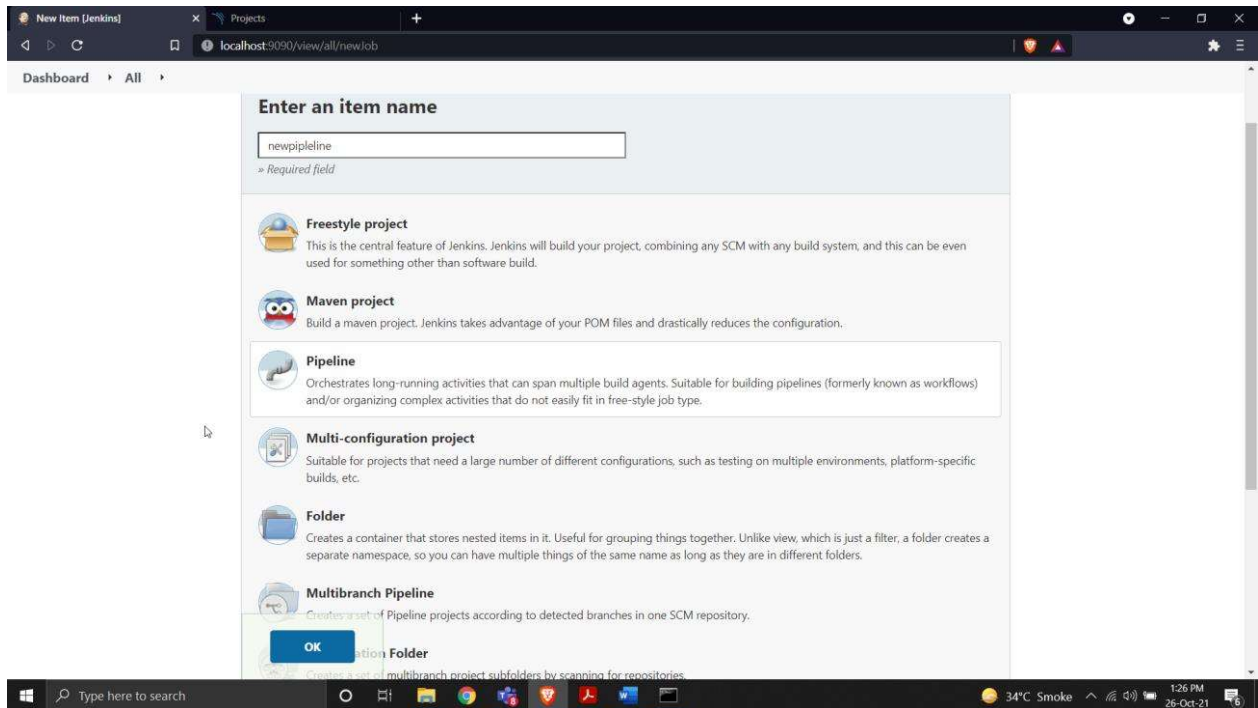 New Item [Jenkins]
Projects
localhost:9090/view/all/newJob
Dashboard
All
Enter an item name
newpipleline
» Required field
Freestyle project
This is the central feature of Jenkins. Jenkins will build your project, combining any SCM with any build system, and this can be even
used for something other than software build.
Maven project
Build a maven project. Jenkins takes advantage of your POM files and drastically reduces the configuration.
Pipeline
Orchestrates long-running activities that can span multiple build agents. Suitable for building pipelines (formerly known as workflows)
and/or organizing complex activities that do not easily fit in free-style job type.
Multi-configuration project
Suitable for projects that need a large number of different configurations, such as testing on multiple environments, platform-specific
builds, etc.
Folder
Creates a container that stores nested items in it. Useful for grouping things together. Unlike view, which is just a filter, a folder creates a
separate namespace, so you can have multiple things of the same name as long as they are in different folders.
Multibranch Pipeline
Creates a set of Pipeline projects according to detected branches in one SCM repository.
OK
ation Folder
Creates a set of multibranch project subfolders by scanning for repositories.
Type here to search
34°C Smoke
1:26 PM
26-Oct-21